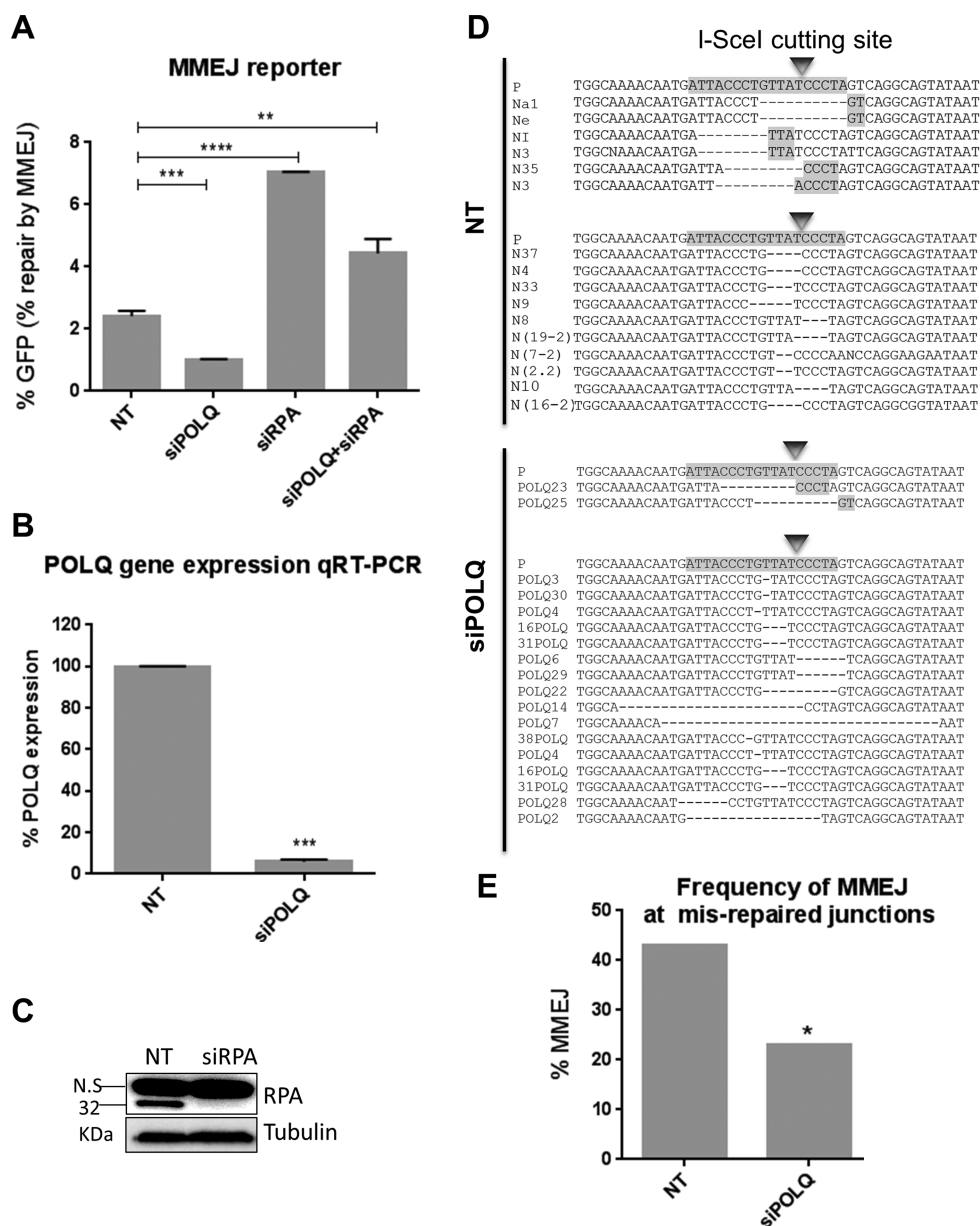 A
MMEJ reporter
% GFP (% repair by MMEJ)
8
6
4
2
0
**
****
***
NT
siPOLQ
siRPA
siPOLQ+siRPA
B
POLQ gene expression qRT-PCR
% POLQ expression
120
100
80
60
40
20
0
***
NT
siPOLQ
C
NT siRPA
N.S
32
KDa
RPA
Tubulin
D
I-SceI cutting site
NT
P TGGCAAAACAATGATTACCCTGTTATCCCTAGTCAGGCAGTATAAT
Na1 TGGCAAAACAATGATTACCCT----------GTCAGGCAGTATAAT
Ne TGGCAAAACAATGATTACCCT----------GTCAGGCAGTATAAT
NI TGGCAAAACAATGA--------TTATCCCTAGTCAGGCAGTATAAT
N3 TGGCNAAACAATGA--------TTATCCCTATTCAGGCAGTATAAT
N35 TGGCAAAACAATGATTA---------CCCTAGTCAGGCAGTATAAT
N3 TGGCAAAACAATGATT---------ACCCTAGTCAGGCAGTATAAT
P TGGCAAAACAATGATTACCCTGTTATCCCTAGTCAGGCAGTATAAT
N37 TGGCAAAACAATGATTACCCTG----CCCTAGTCAGGCAGTATAAT
N4 TGGCAAAACAATGATTACCCTG----CCCTAGTCAGGCAGTATAAT
N33 TGGCAAAACAATGATTACCCTG---TCCCTAGTCAGGCAGTATAAT
N9 TGGCAAAACAATGATTACCC-----TCCCTAGTCAGGCAGTATAAT
N8 TGGCAAAACAATGATTACCCTGTTAT---TAGTCAGGCAGTATAAT
N(19-2) TGGCAAAACAATGATTACCCTGTTA----TAGTCAGGCAGTATAAT
N(7-2) TGGCAAAACAATGATTACCCTGT--CCCCAANCCAGGAAGAATAAT
N(2.2) TGGCAAAACAATGATTACCCTGT--TCCCTAGTCAGGCAGTATAAT
N10 TGGCAAAACAATGATTACCCTGTTA----TAGTCAGGCAGTATAAT
N(16-2) TGGCAAAACAATGATTACCCTG----CCCTAGTCAGGCGGTATAAT
siPOLQ
P TGGCAAAACAATGATTACCCTGTTATCCCTAGTCAGGCAGTATAAT
POLQ23 TGGCAAAACAATGATTA---------CCCTAGTCAGGCAGTATAAT
POLQ25 TGGCAAAACAATGATTACCCT----------GTCAGGCAGTATAAT
P TGGCAAAACAATGATTACCCTGTTATCCCTAGTCAGGCAGTATAAT
POLQ3 TGGCAAAACAATGATTACCCTG-TATCCCTAGTCAGGCAGTATAAT
POLQ30 TGGCAAAACAATGATTACCCTG-TATCCCTAGTCAGGCAGTATAAT
POLQ4 TGGCAAAACAATGATTACCCT-TTATCCCTAGTCAGGCAGTATAAT
16POLQ TGGCAAAACAATGATTACCCTG---TCCCTAGTCAGGCAGTATAAT
31POLQ TGGCAAAACAATGATTACCCTG---TCCCTAGTCAGGCAGTATAAT
POLQ6 TGGCAAAACAATGATTACCCTGTTAT------TCAGGCAGTATAAT
POLQ29 TGGCAAAACAATGATTACCCTGTTAT------TCAGGCAGTATAAT
POLQ22 TGGCAAAACAATGATTACCCTG---------GTCAGGCAGTATAAT
POLQ14 TGGCA----------------------CCTAGTCAGGCAGTATAAT
POLQ7 TGGCAAAACA---------------------------------AAT
38POLQ TGGCAAAACAATGATTACCC-GTTATCCCTAGTCAGGCAGTATAAT
POLQ4 TGGCAAAACAATGATTACCCT-TTATCCCTAGTCAGGCAGTATAAT
16POLQ TGGCAAAACAATGATTACCCTG---TCCCTAGTCAGGCAGTATAAT
31POLQ TGGCAAAACAATGATTACCCTG---TCCCTAGTCAGGCAGTATAAT
POLQ28 TGGCAAAACAAT------CCTGTTATCCCTAGTCAGGCAGTATAAT
POLQ2 TGGCAAAACAATG----------------TAGTCAGGCAGTATAAT
E
Frequency of MMEJ
at mis-repaired junctions
% MMEJ
50
40
30
20
10
0
*
NT
siPOLQ